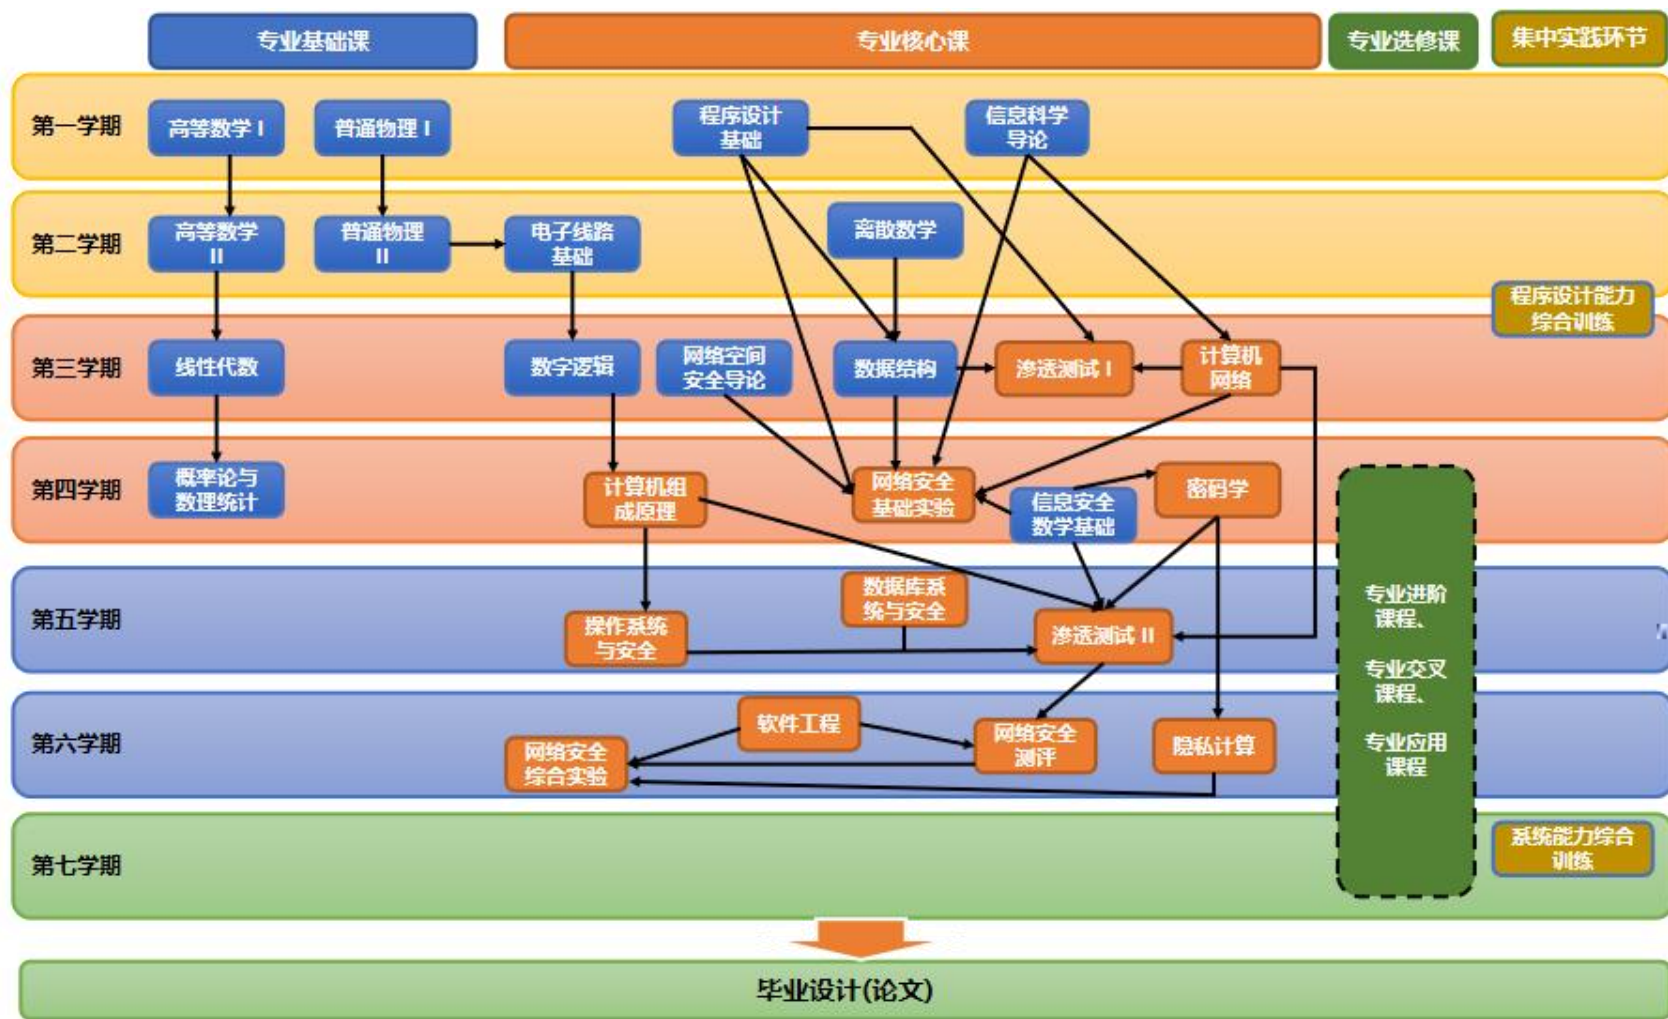 专业基础课
专业核心课
专业选修课
集中实践环节
第一学期
高等数学 I
普通物理 I
程序设计
基础
信息科学
导论
第二学期
高等数学
II
普通物理
II
电子线路
基础
离散数学
程序设计能力
综合训练
第三学期
线性代数
数字逻辑
网络空间
安全导论
数据结构
渗透测试 I
计算机
网络
第四学期
概率论与
数理统计
计算机组
成原理
网络安全
基础实验
信息安全
数学基础
密码学
第五学期
操作系统
与安全
数据库系
统与安全
渗透测试 II
专业进阶
课程、
专业交叉
课程、
专业应用
课程
第六学期
网络安全
综合实验
软件工程
网络安全
测评
隐私计算
第七学期
系统能力综合
训练
毕业设计(论文)